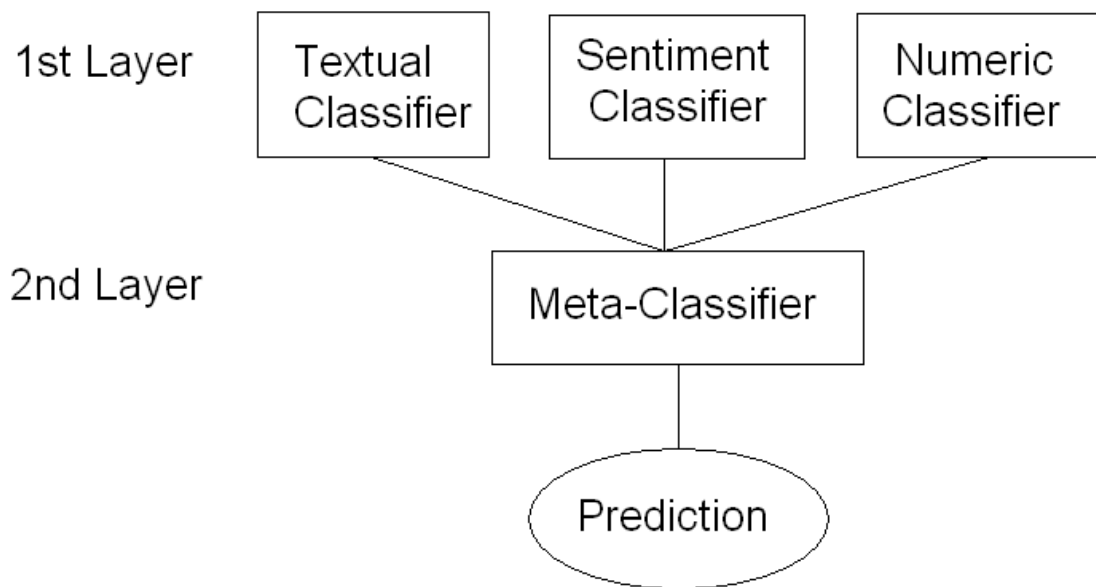 1st Layer
Textual
Classifier
Sentiment
Classifier
Numeric
Classifier
2nd Layer
Meta-Classifier
Prediction